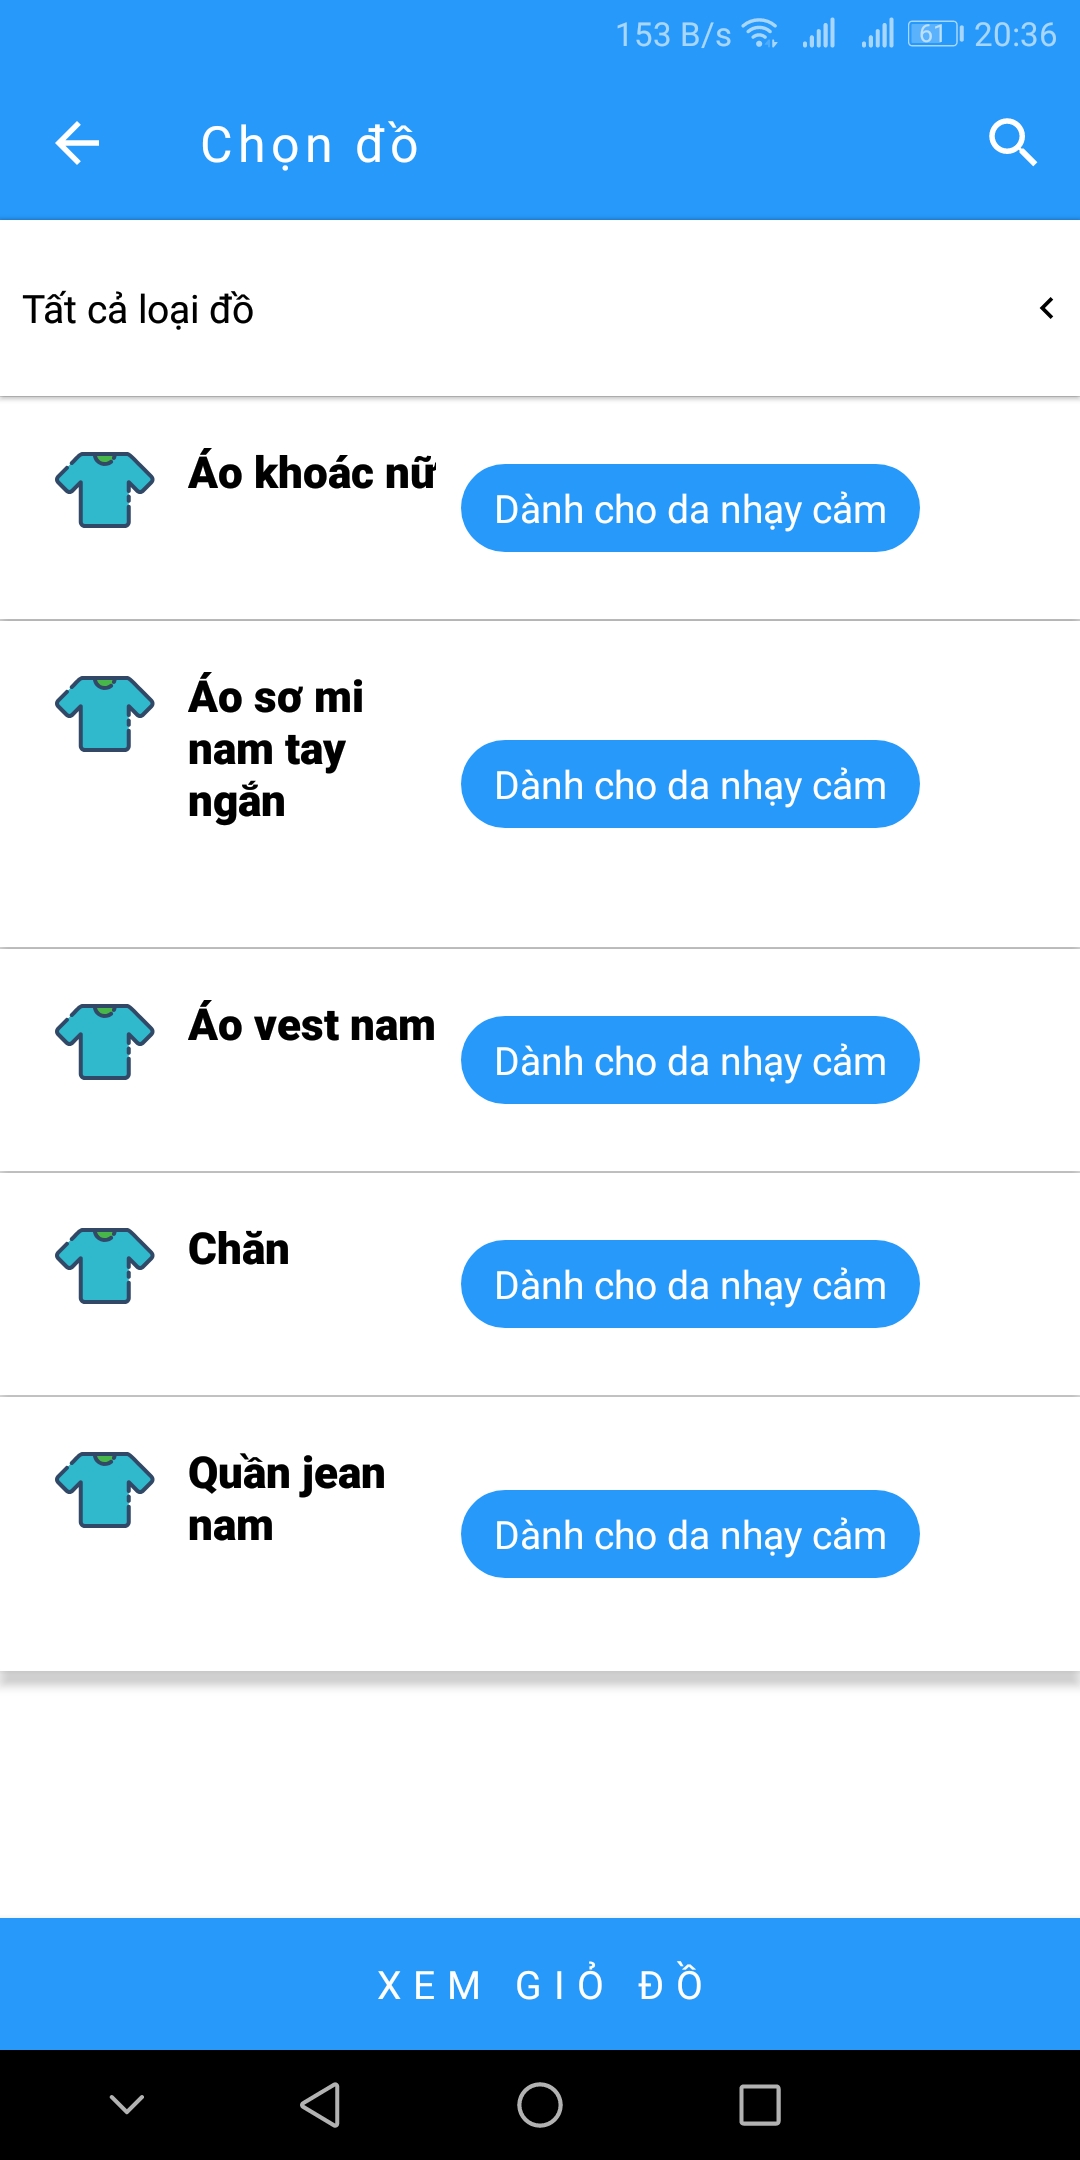 153 B/s 61 20:36
Chọn đồ
Tất cả loại đồ
Áo khoác nữ
Dành cho da nhạy cảm
Áo sơ mi
nam tay
ngắn
Dành cho da nhạy cảm
Áo vest nam
Dành cho da nhạy cảm
Chăn
Dành cho da nhạy cảm
Quần jean
nam
Dành cho da nhạy cảm
XEM GIỎ ĐỒ